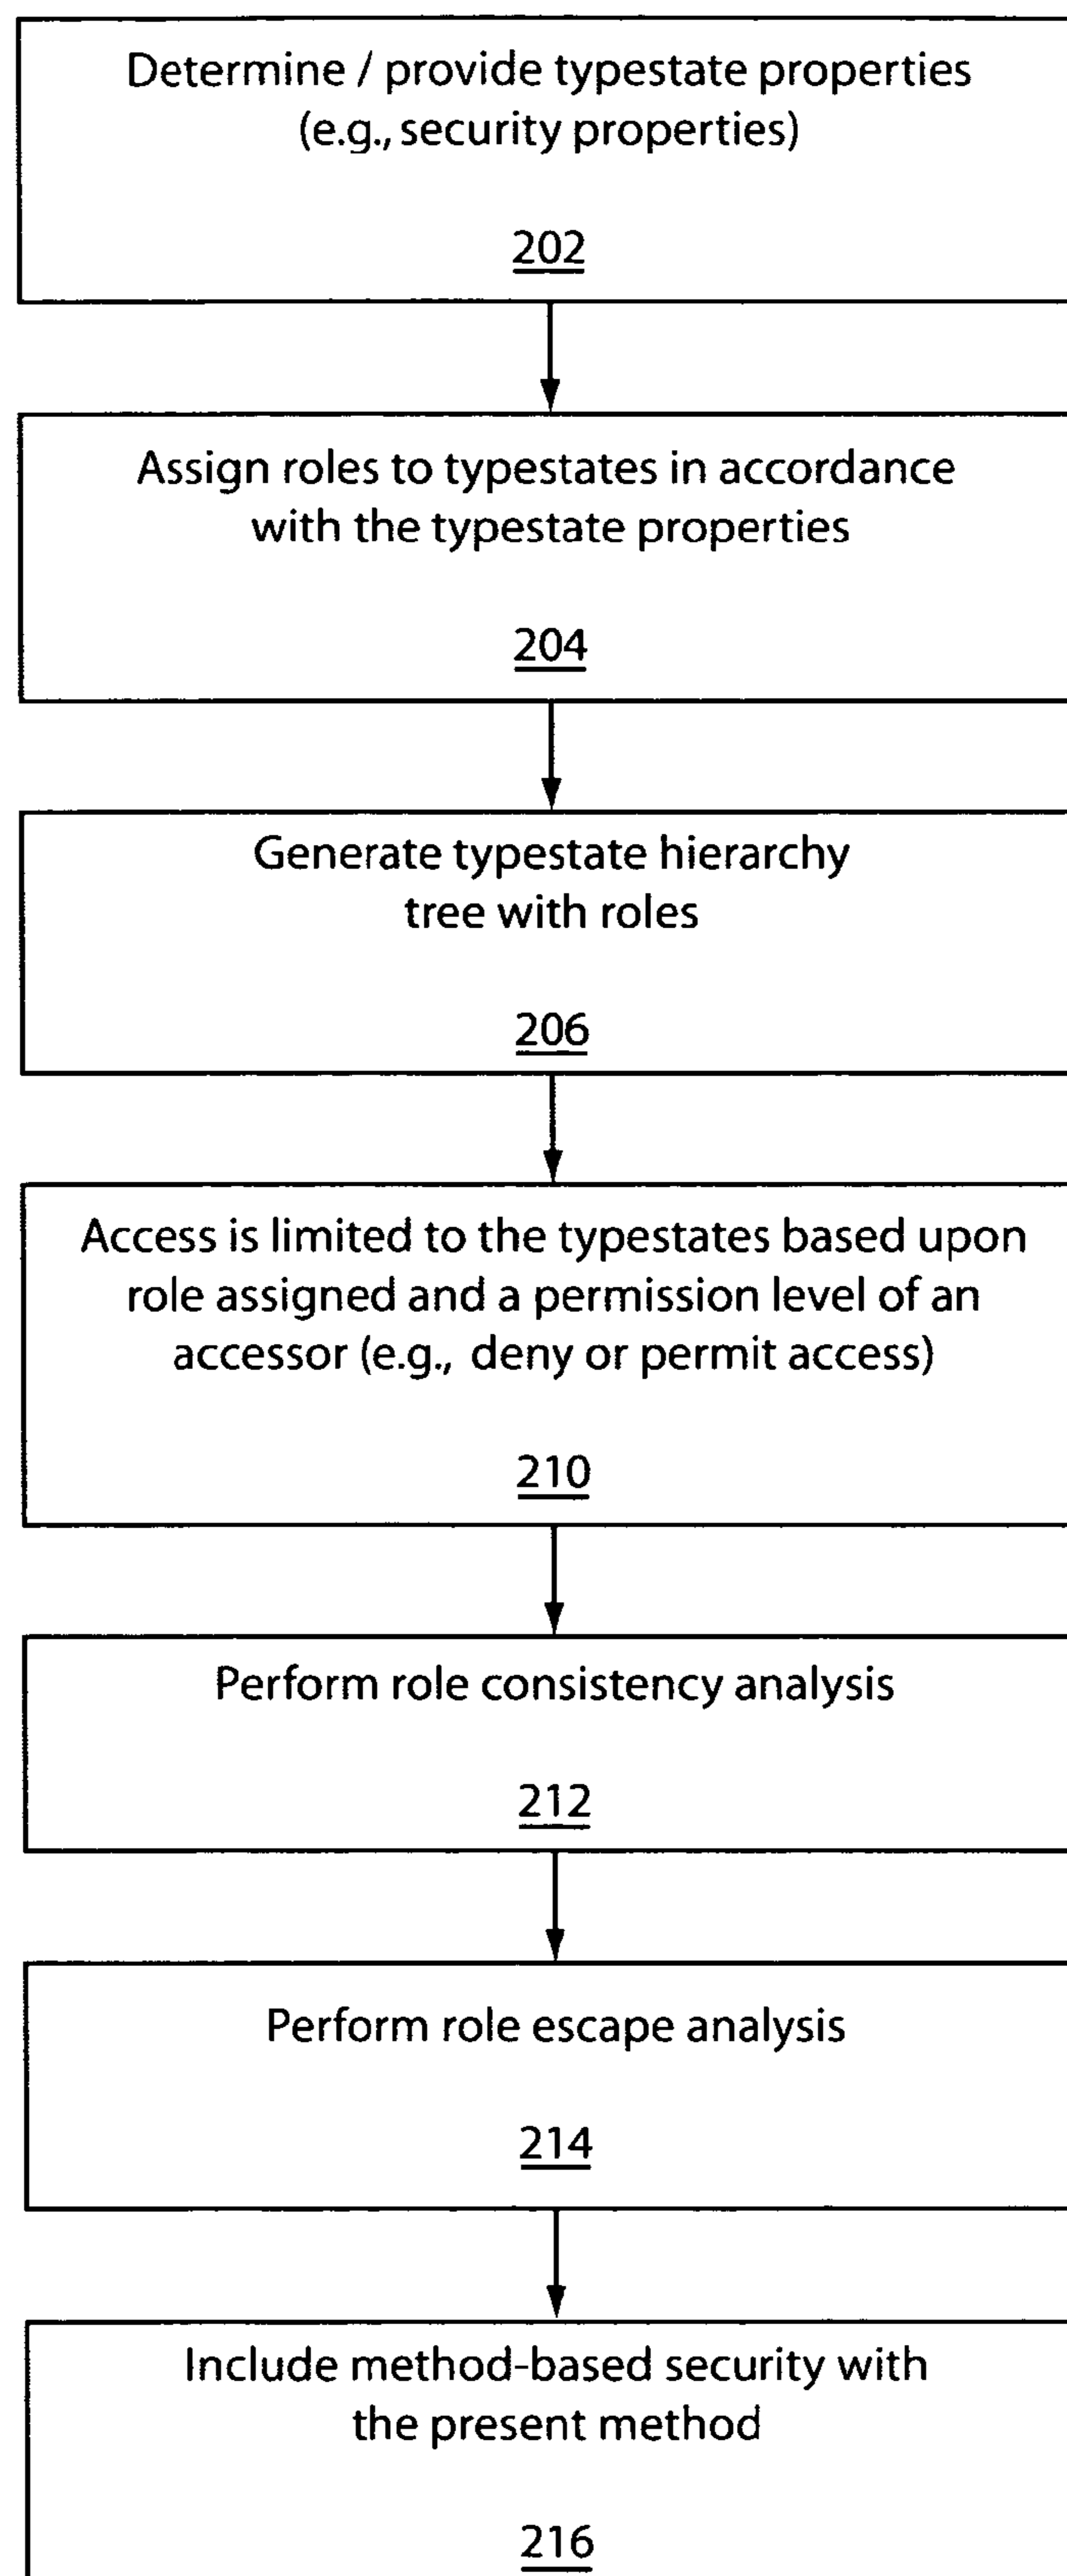 Determine / provide typestate properties
(e.g., security properties)
202
Assign roles to typestates in accordance
with the typestate properties
204
Generate typestate hierarchy
tree with roles
206
Access is limited to the typestates based upon
role assigned and a permission level of an
accessor (e.g., deny or permit access)
210
Perform role consistency analysis
212
Perform role escape analysis
214
Include method-based security with
the present method
216